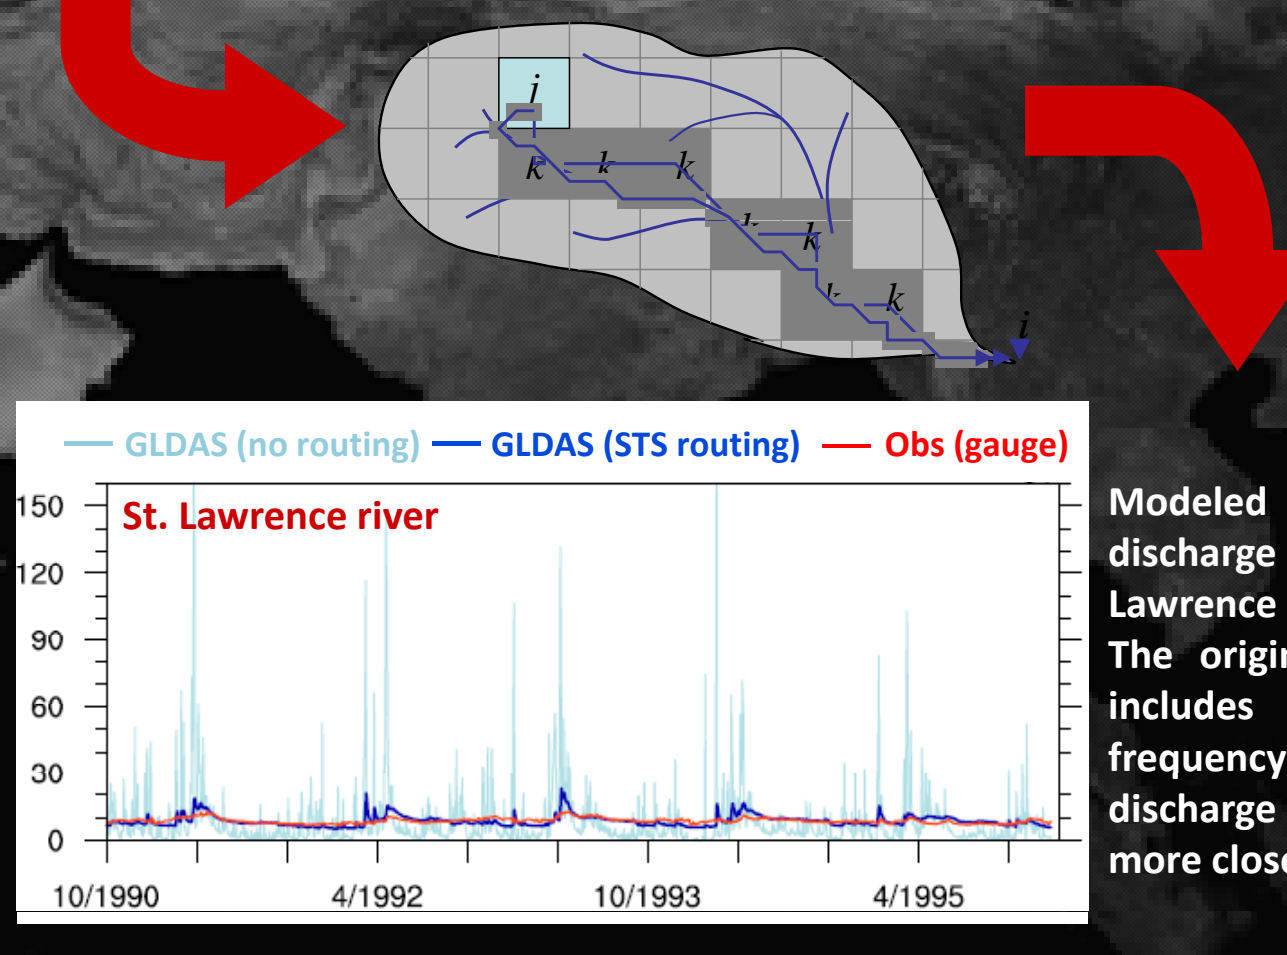 j
k
k
k
k
k
k
k
i
GLDAS (no routing) GLDAS (STS routing) Obs (gauge)
St. Lawrence river
150
120
90
60
30
0
10/1990 4/1992 10/1993 4/1995
Modeled
discharge
Lawrence
The origin
includes
frequency
discharge
more close